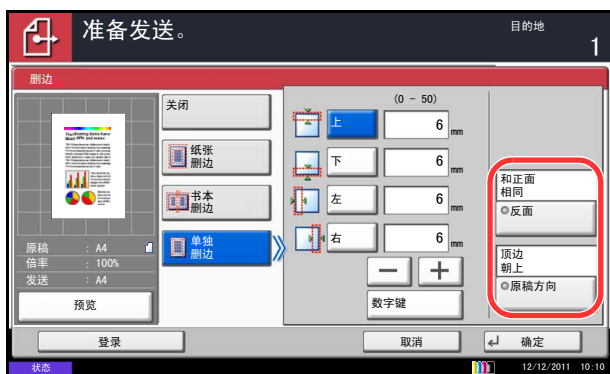 准备发送。
目的地
1
删边
关闭
纸张
删边
书本
删边
单独
删边
(0 - 50)
上 6 mm
下 6 mm
左 6 mm
右 6 mm
数字键
和正面
相同
反面
顶边
朝上
原稿方向
原稿 : A4
倍率 : 100%
发送 : A4
预览
登录
取消
确定
状态
12/12/2011 10:10